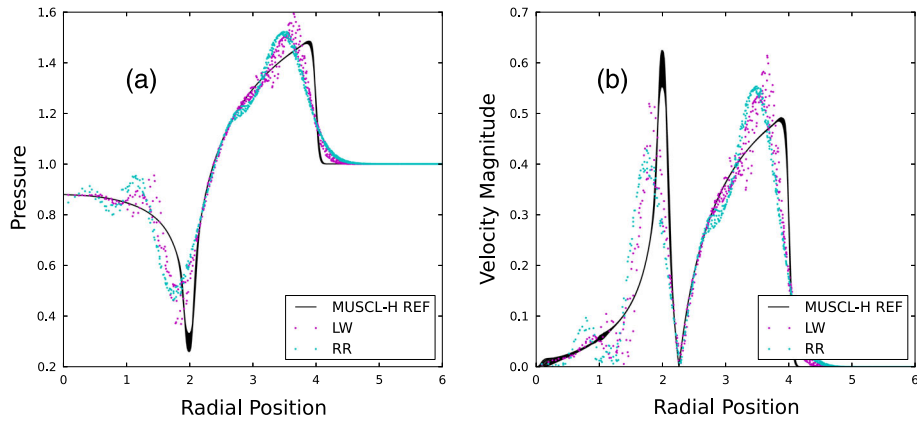 (a)
Pressure
1.6
1.4
1.2
1.0
0.8
0.6
0.4
0.2
0 1 2 3 4 5 6
Radial Position
MUSCL-H REF
LW
RR
(b)
Velocity Magnitude
0.7
0.6
0.5
0.4
0.3
0.2
0.1
0.0
0 1 2 3 4 5 6
Radial Position
MUSCL-H REF
LW
RR